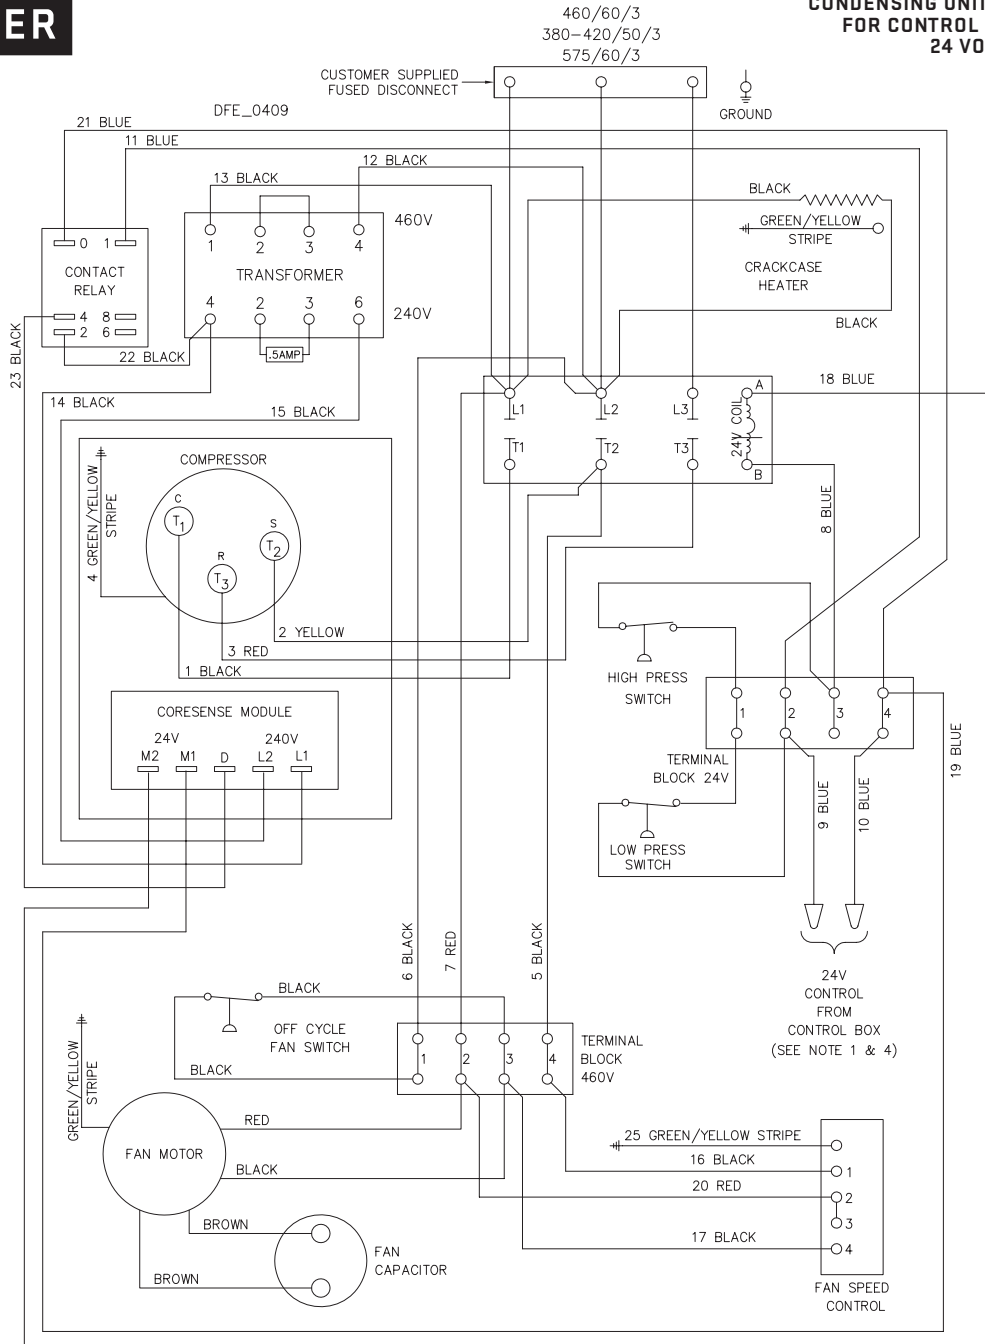 ER
CONDENSING UNIT
FOR CONTROL
24 VO
460/60/3
380–420/50/3
575/60/3
CUSTOMER SUPPLIED
FUSED DISCONNECT
GROUND
DFE_0409
21 BLUE
11 BLUE
12 BLACK
13 BLACK
BLACK
GREEN/YELLOW
STRIPE
CRACKCASE
HEATER
BLACK
460V
1 2 3 4
TRANSFORMER
4 2 3 6
240V
.5AMP
0 1
CONTACT
RELAY
4 8
2 6
22 BLACK
23 BLACK
14 BLACK
15 BLACK
18 BLUE
L1 L2 L3 A
24V COIL
T1 T2 T3 B
8 BLUE
COMPRESSOR
4 GREEN/YELLOW
STRIPE
C
T1
S
T2
R
T3
2 YELLOW
3 RED
1 BLACK
HIGH PRESS
SWITCH
1 2 3 4
TERMINAL
BLOCK 24V
19 BLUE
9 BLUE
10 BLUE
LOW PRESS
SWITCH
CORESENSE MODULE
24V 240V
M2 M1 D L2 L1
6 BLACK
7 RED
5 BLACK
24V
CONTROL
FROM
CONTROL BOX
(SEE NOTE 1 & 4)
BLACK
OFF CYCLE
FAN SWITCH
BLACK
1 2 3 4
TERMINAL
BLOCK
460V
GREEN/YELLOW
STRIPE
FAN MOTOR
RED
BLACK
BROWN
BROWN
FAN
CAPACITOR
25 GREEN/YELLOW STRIPE
16 BLACK
20 RED
17 BLACK
1
2
3
4
FAN SPEED
CONTROL